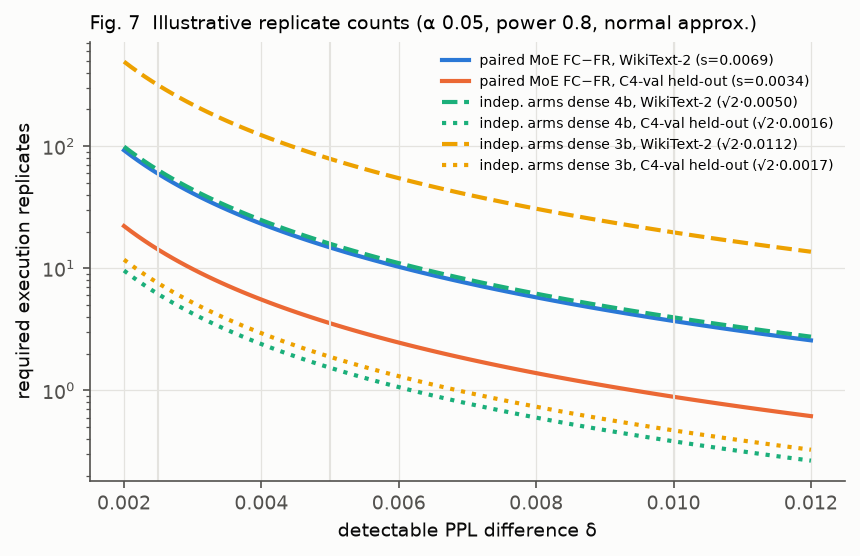 Fig. 7  Illustrative replicate counts (α 0.05, power 0.8, normal approx.)
paired MoE FC−FR, WikiText-2 (s=0.0069)
paired MoE FC−FR, C4-val held-out (s=0.0034)
indep. arms dense 4b, WikiText-2 (√2·0.0050)
indep. arms dense 4b, C4-val held-out (√2·0.0016)
indep. arms dense 3b, WikiText-2 (√2·0.0112)
indep. arms dense 3b, C4-val held-out (√2·0.0017)
required execution replicates
10²
10¹
10⁰
0.002 0.004 0.006 0.008 0.010 0.012
detectable PPL difference δ